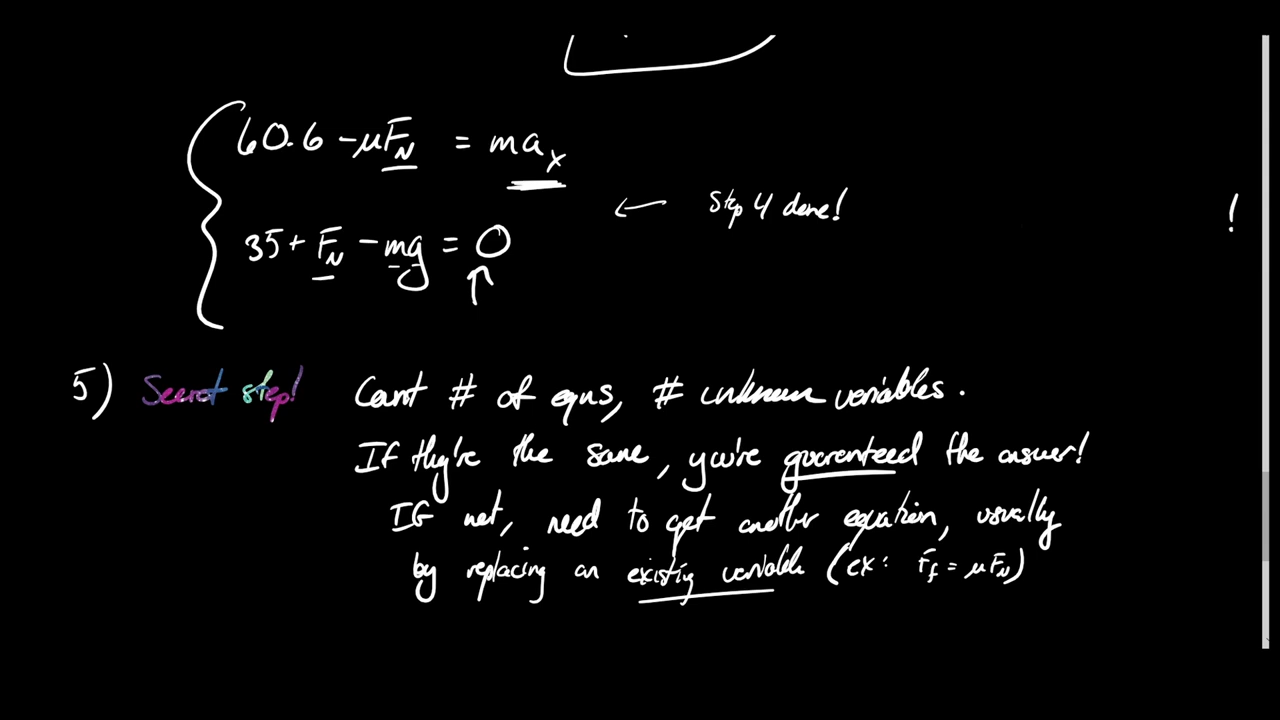 60.6 - μF_N = ma_x
← Step 4 done!
!
35 + F_N - mg = 0
↑
5) Secret step! Count # of eqns, # unknown variables.
If they're the same, you're guarenteed the answer!
If not, need to get another equation, usually
by replacing an existing variable (ex: F_f = μF_N)